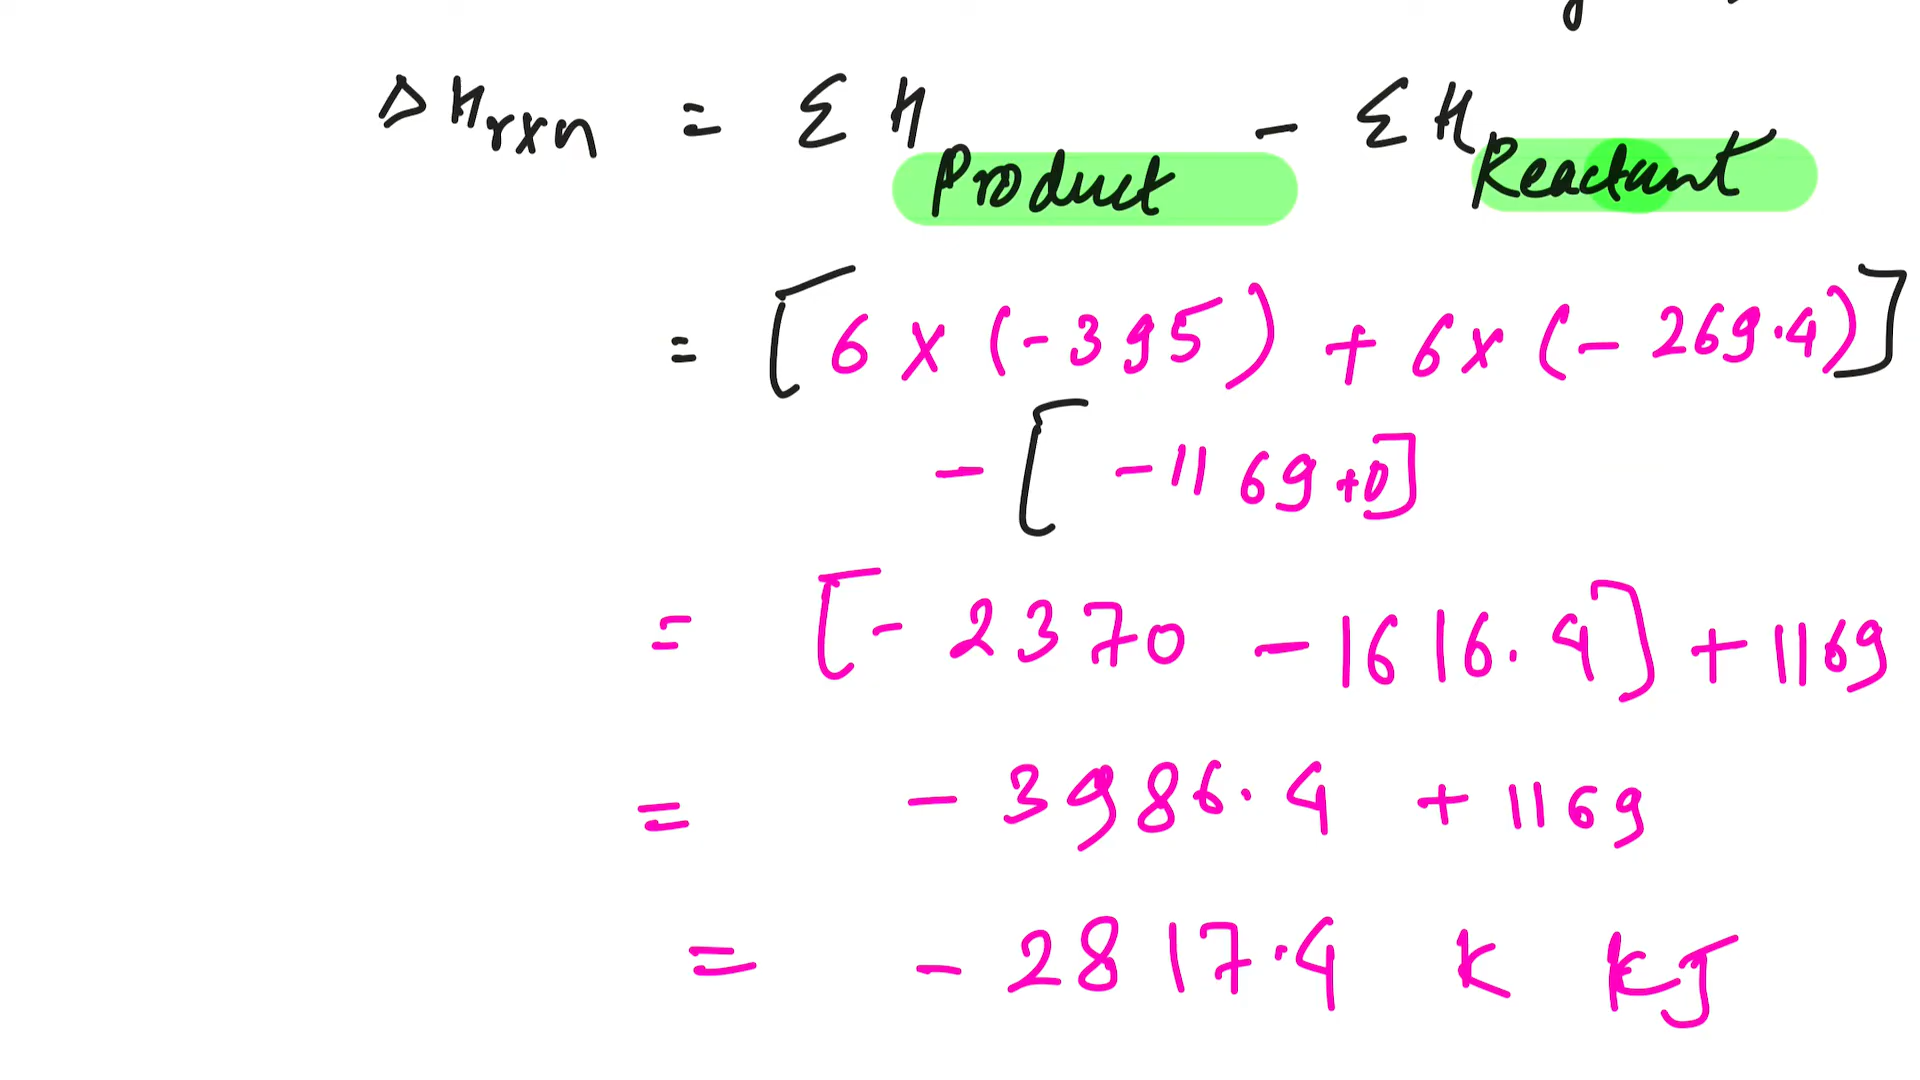 ΔHrxn = ΣH Product - ΣH Reactant
= [6 x (-395) + 6x (-269.4)]
- [-1169+0]
= [-2370 -1616.4] + 1169
= -3986.4 + 1169
= -2817.4 K KJ